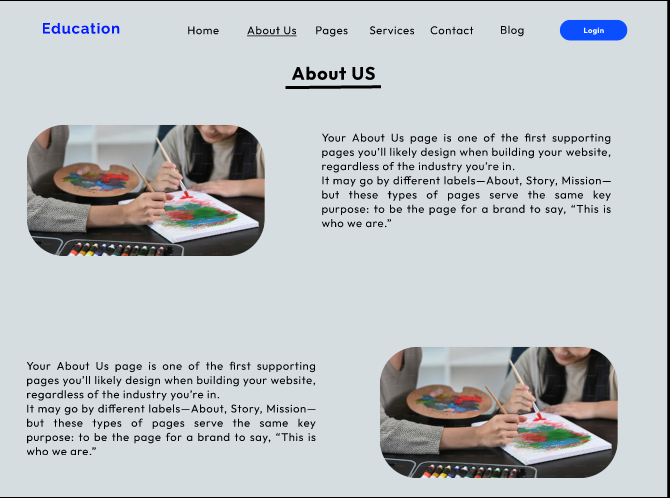 Education
Home About Us Pages Services Contact Blog Login
About US
Your About Us page is one of the first supporting
pages you’ll likely design when building your website,
regardless of the industry you’re in.
It may go by different labels—About, Story, Mission—
but these types of pages serve the same key
purpose: to be the page for a brand to say, “This is
who we are.”
Your About Us page is one of the first supporting
pages you’ll likely design when building your website,
regardless of the industry you’re in.
It may go by different labels—About, Story, Mission—
but these types of pages serve the same key
purpose: to be the page for a brand to say, “This is
who we are.”